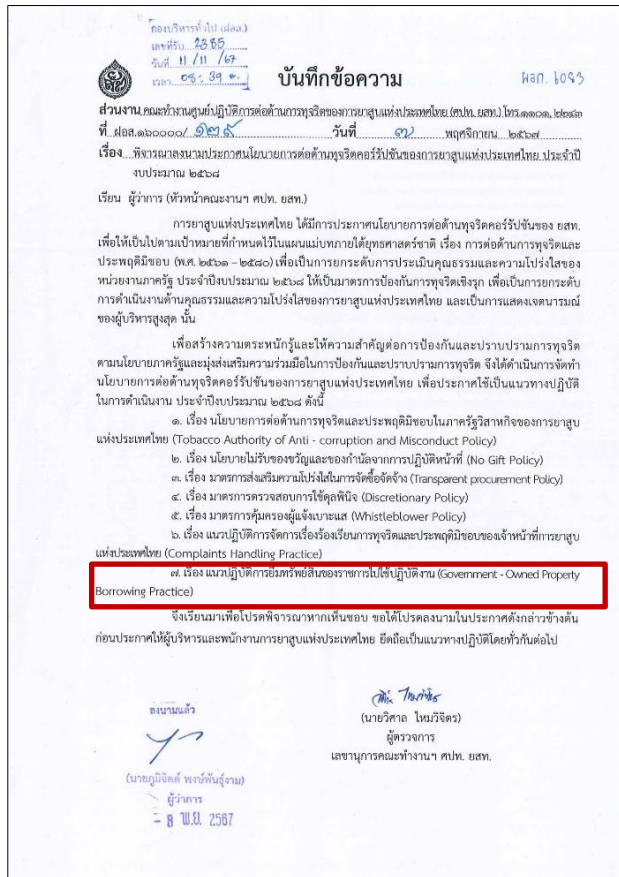 กองบริหารทั่วไป (ฝลล.)
เลขที่รับ 2385
วันที่ 11/11/67
เวลา 08:39 น.
บันทึกข้อความ
ผอก. 6093
ส่วนงาน คณะทำงานศูนย์ปฏิบัติการต่อต้านการทุจริตของการยาสูบแห่งประเทศไทย (ศปท. ยสท.) โทร.๑๑๐๑,
ที่ ฝอส.๑๖๐๐๐๐/ ๑๒๙ วันที่ ๗ พฤศจิกายน ๒๕๖๗
เรื่อง พิจารณาลงนามประกาศนโยบายการต่อต้านทุจริตคอร์รัปชันของการยาสูบแห่งประเทศไทย ประจำปี
งบประมาณ ๒๕๖๘
เรียน ผู้ว่าการ (หัวหน้าคณะงานฯ ศปท. ยสท.)
การยาสูบแห่งประเทศไทย ได้มีการประกาศนโยบายการต่อต้านทุจริตคอร์รัปชันของ ยสท.
เพื่อให้เป็นไปตามเป้าหมายที่กำหนดไว้ในแผนแม่บทภายใต้ยุทธศาสตร์ชาติ เรื่อง การต่อต้านการทุจริตและ
ประพฤติมิชอบ (พ.ศ. ๒๕๖๑ – ๒๕๘๐) เพื่อเป็นการยกระดับการประเมินคุณธรรมและความโปร่งใสของ
หน่วยงานภาครัฐ ประจำปีงบประมาณ ๒๕๖๘ ให้เป็นมาตรการป้องกันการทุจริตเชิงรุก เพื่อเป็นการยกระดับ
การดำเนินงานด้านคุณธรรมและความโปร่งใสของการยาสูบแห่งประเทศไทย และเป็นการแสดงเจตนารมณ์
ของผู้บริหารสูงสุด นั้น
เพื่อสร้างความตระหนักรู้และให้ความสำคัญต่อการป้องกันและปราบปรามการทุจริต
ตามนโยบายภาครัฐและมุ่งส่งเสริมความร่วมมือในการป้องกันและปราบปรามการทุจริต จึงได้ดำเนินการจัดทำ
นโยบายการต่อต้านทุจริตคอร์รัปชันของการยาสูบแห่งประเทศไทย เพื่อประกาศใช้เป็นแนวทางปฏิบัติ
ในการดำเนินงาน ประจำปีงบประมาณ ๒๕๖๘ ดังนี้
๑. เรื่อง นโยบายการต่อต้านการทุจริตและประพฤติมิชอบในภาครัฐวิสาหกิจของการยาสูบ
แห่งประเทศไทย (Tobacco Authority of Anti - corruption and Misconduct Policy)
๒. เรื่อง นโยบายไม่รับของขวัญและของกำนัลจากการปฏิบัติหน้าที่ (No Gift Policy)
๓. เรื่อง มาตรการส่งเสริมความโปร่งใสในการจัดซื้อจัดจ้าง (Transparent procurement Policy)
๔. เรื่อง มาตรการตรวจสอบการใช้ดุลพินิจ (Discretionary Policy)
๕. เรื่อง มาตรการคุ้มครองผู้แจ้งเบาะแส (Whistleblower Policy)
๖. เรื่อง แนวปฏิบัติการจัดการเรื่องร้องเรียนการทุจริตและประพฤติมิชอบของเจ้าหน้าที่การยาสูบ
แห่งประเทศไทย (Complaints Handling Practice)
๗. เรื่อง แนวปฏิบัติการยืมทรัพย์สินของราชการไปใช้ปฏิบัติงาน (Government - Owned Property
Borrowing Practice)
จึงเรียนมาเพื่อโปรดพิจารณาหากเห็นชอบ ขอได้โปรดลงนามในประกาศดังกล่าวข้างต้น
ก่อนประกาศให้ผู้บริหารและพนักงานการยาสูบแห่งประเทศไทย ยึดถือเป็นแนวทางปฏิบัติโดยทั่วกันต่อไป
(นายวิศาล ไหมวิจิตร)
ผู้ตรวจการ
เลขานุการคณะทำงานฯ ศปท. ยสท.
ลงนามแล้ว
(นายภูมิจิตต์ พงษ์พันธุ์งาม)
ผู้ว่าการ
- 8 พ.ย. 2567